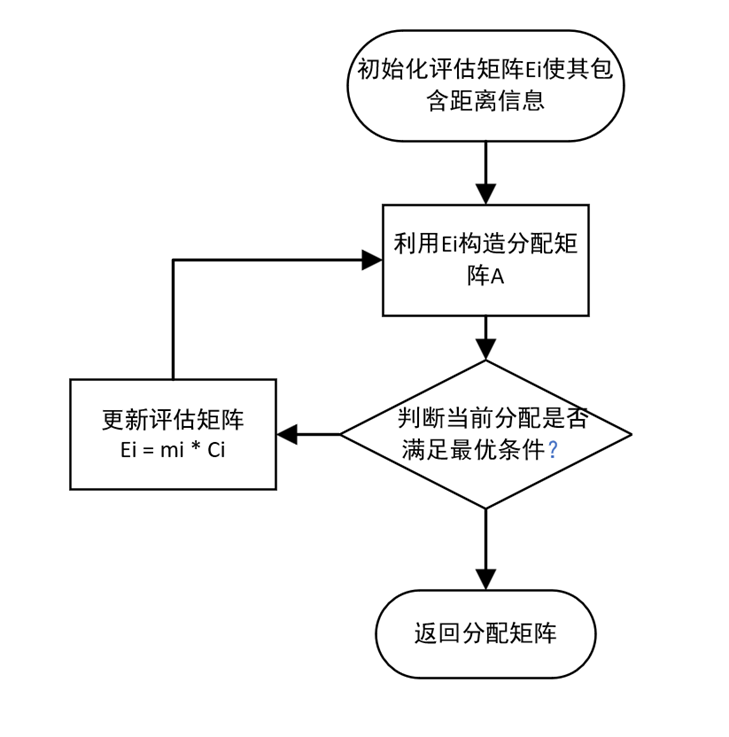 初始化评估矩阵Ei使其包
含距离信息
利用Ei构造分配矩
阵A
判断当前分配是否
满足最优条件?
更新评估矩阵
Ei = mi * Ci
返回分配矩阵